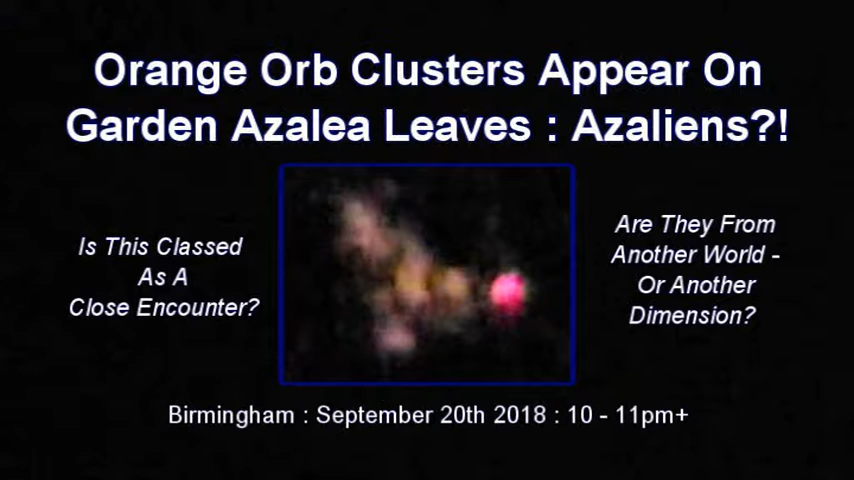 Orange Orb Clusters Appear On
Garden Azalea Leaves : Azaliens?!
Is This Classed
As A
Close Encounter?
Are They From
Another World -
Or Another
Dimension?
Birmingham : September 20th 2018 : 10 - 11pm+